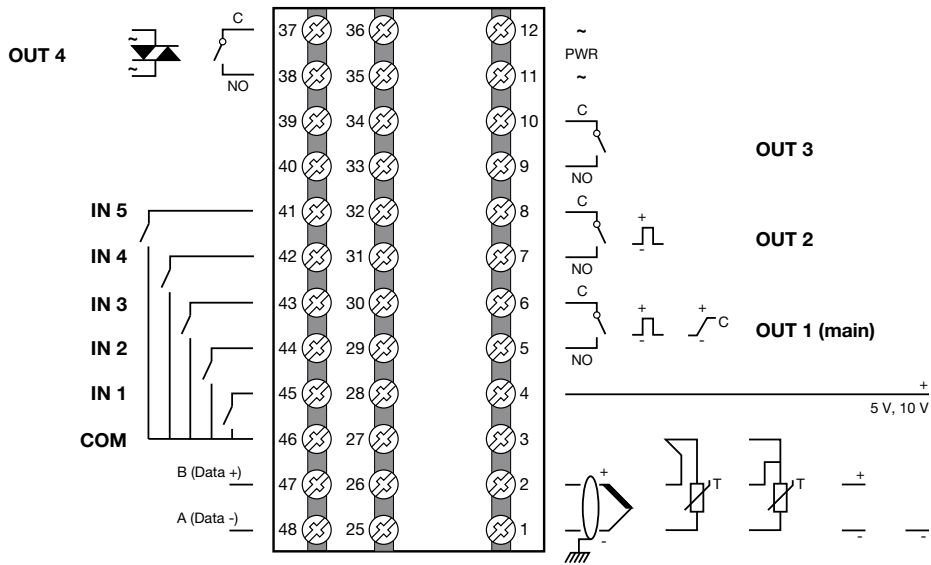 OUT 4
~
~
C
NO
37 36 12
38 35 11
39 34 10
40 33 9
41 32 8
42 31 7
43 30 6
44 29 5
45 28 4
46 27 3
47 26 2
48 25 1
IN 5
IN 4
IN 3
IN 2
IN 1
COM
B (Data +)
A (Data -)
~
PWR
~
C
NO
OUT 3
C
NO
+
-
OUT 2
C
NO
+
-
+
-
C
OUT 1 (main)
+
5 V, 10 V
+
-
T
T
+
-
-